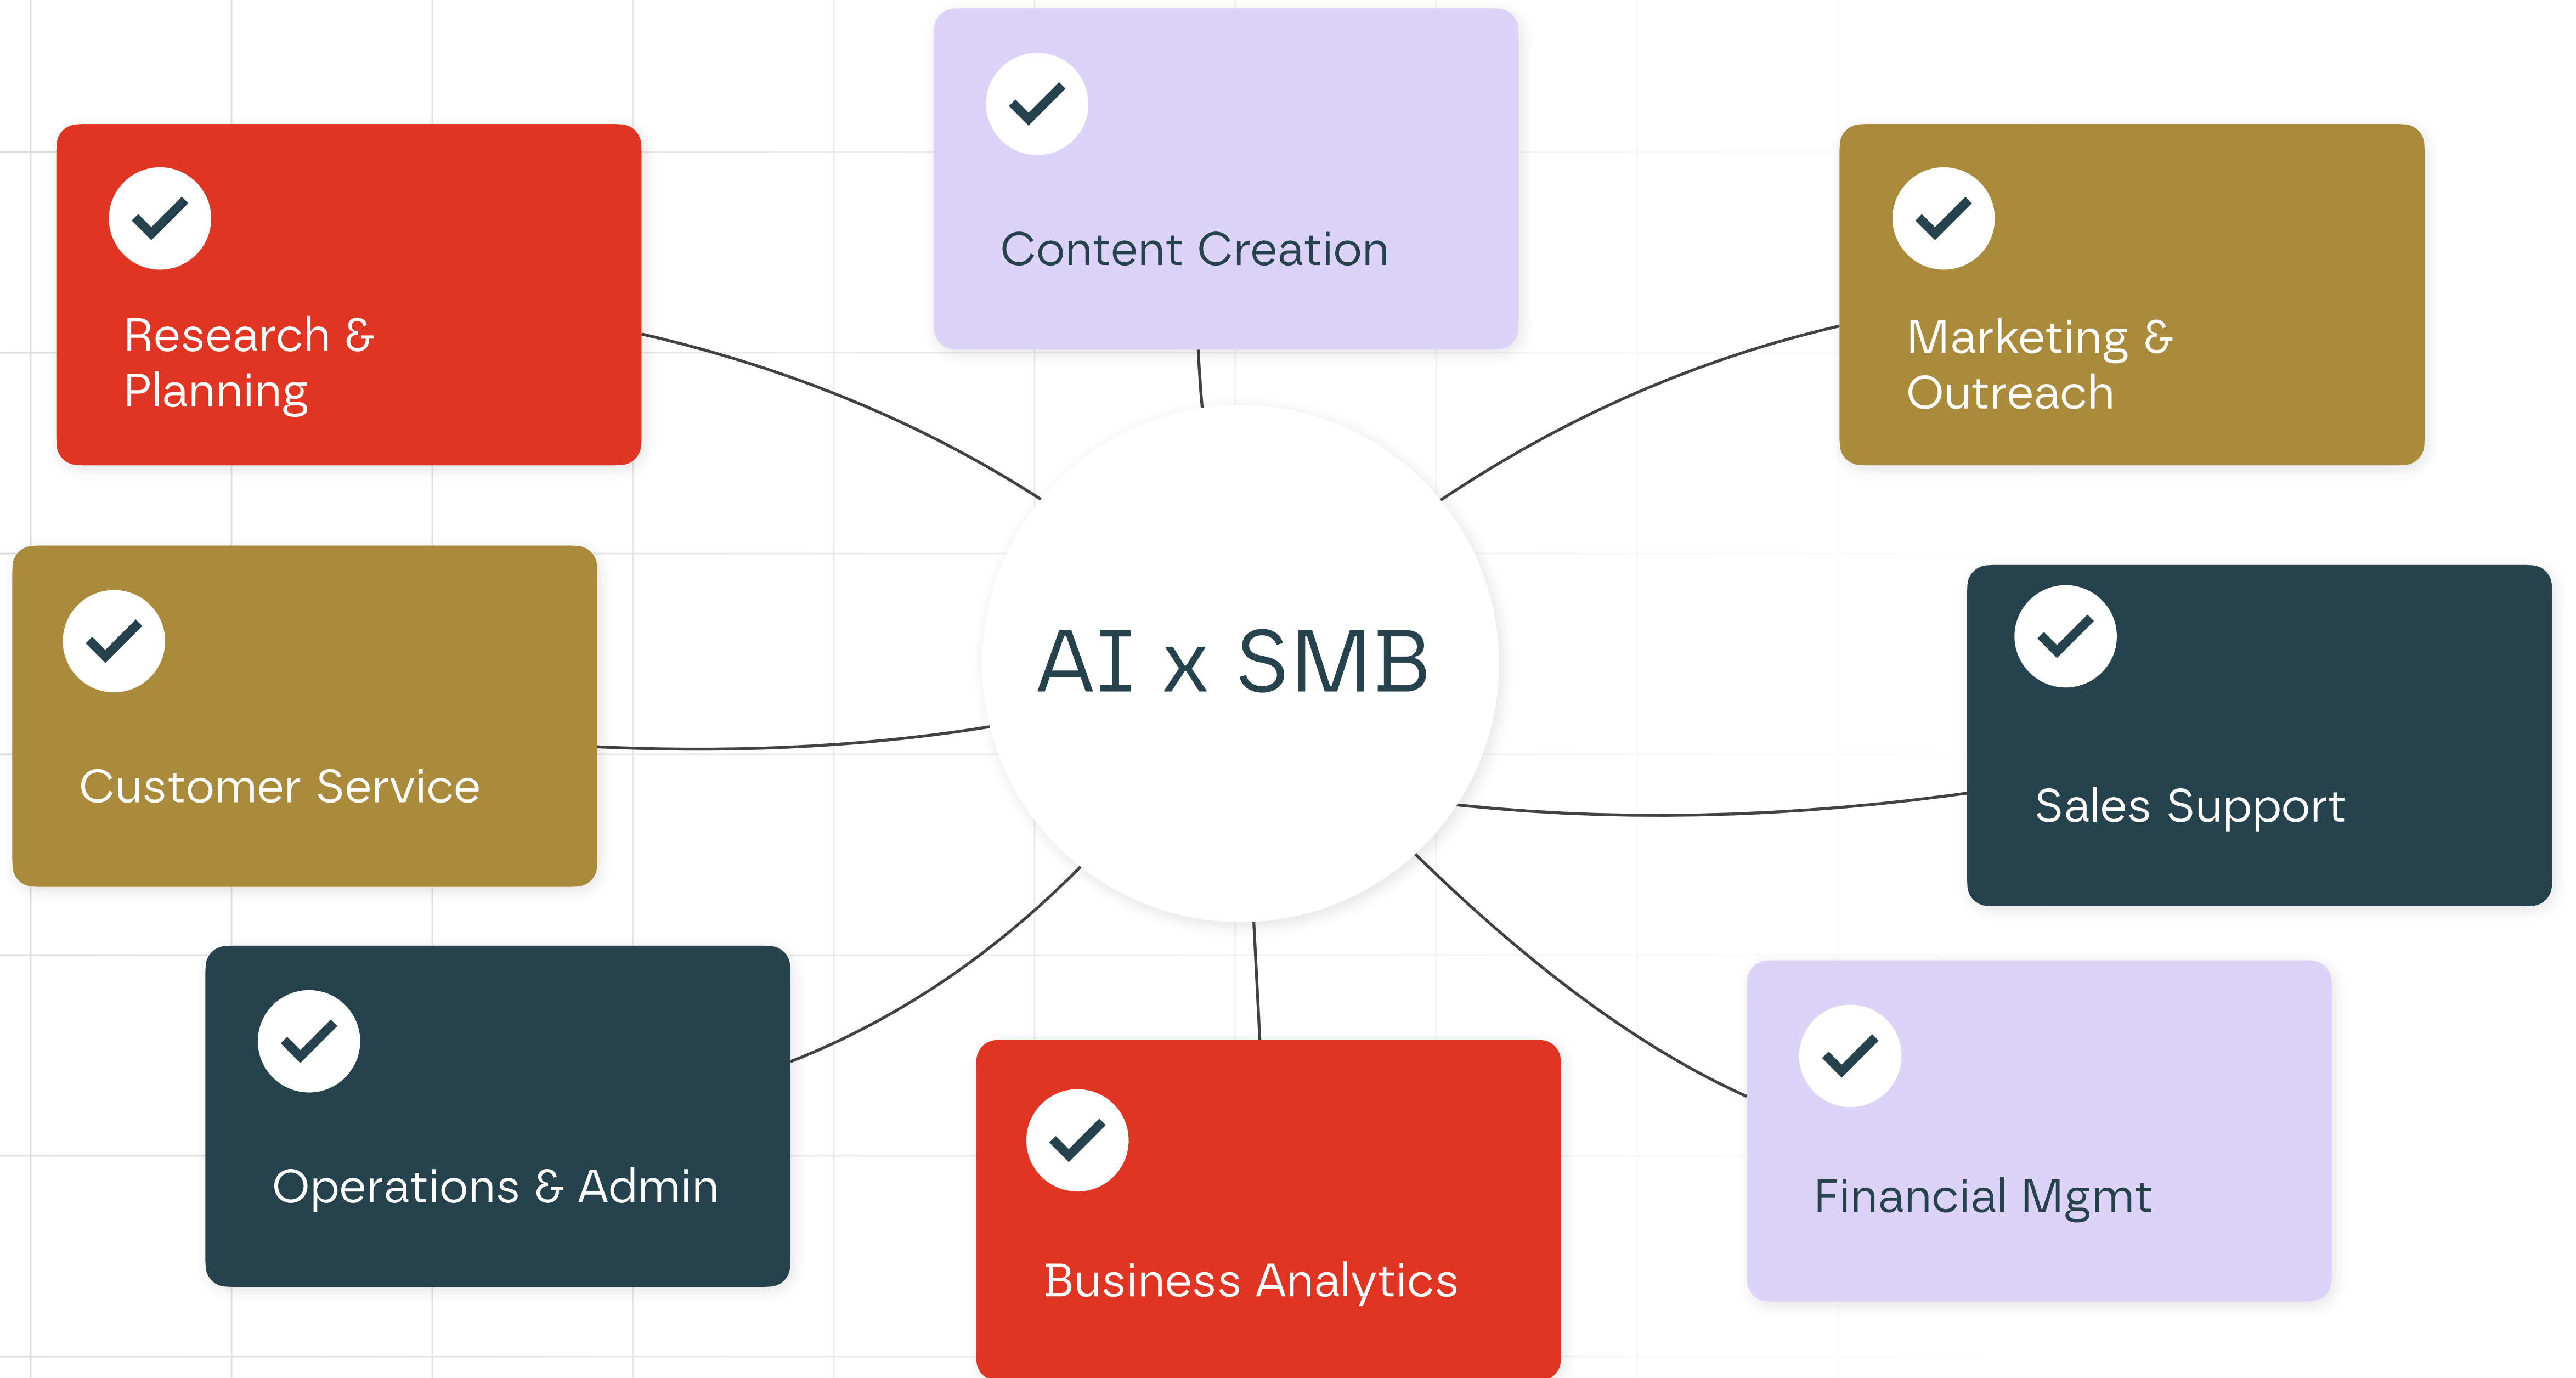 Content Creation
Research &
Planning
Marketing &
Outreach
AI x SMB
Customer Service
Sales Support
Operations & Admin
Financial Mgmt
Business Analytics